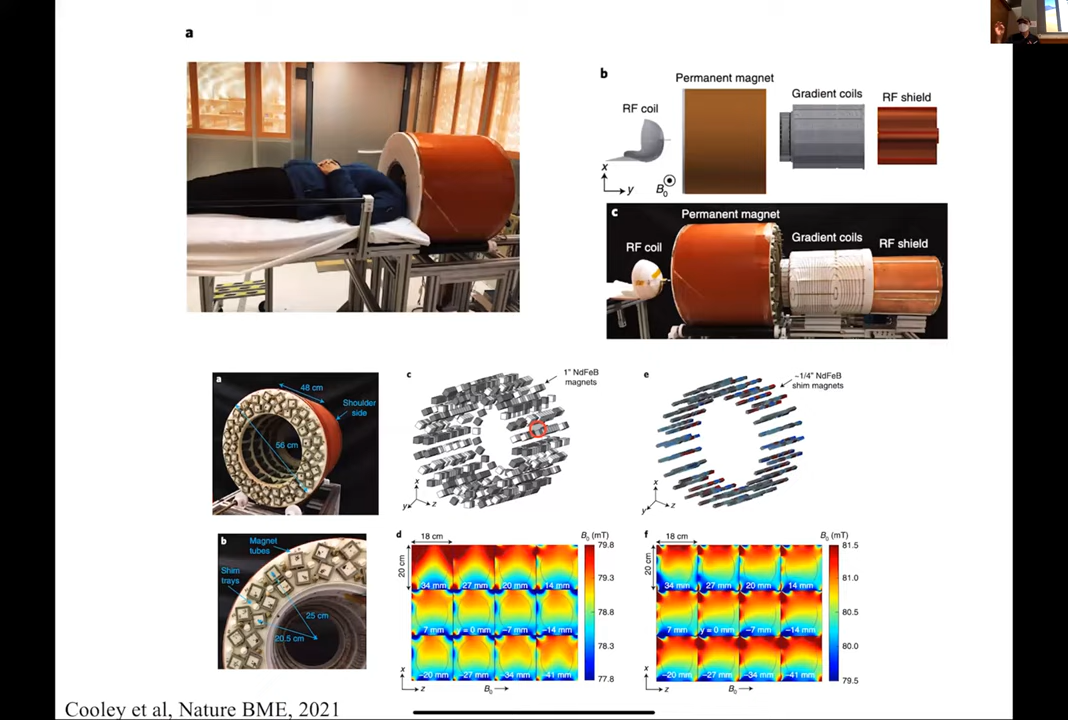 a
b
Permanent magnet
Gradient coils
RF coil
RF shield
x
y
B0
c
Permanent magnet
Gradient coils
RF coil
RF shield
a
48 cm
Shoulder
side
56 cm
c
1" NdFeB
magnets
x
y
z
e
~1/4" NdFeB
shim magnets
x
y
z
b
Magnet
tubes
Shim
trays
25 cm
20.5 cm
d
18 cm
B0 (mT)
20 cm
79.8
79.3
78.8
78.3
77.8
34 mm
27 mm
20 mm
14 mm
7 mm
y = 0 mm
–7 mm
–14 mm
–20 mm
–27 mm
–34 mm
–41 mm
x
z
B0
f
18 cm
B0 (mT)
20 cm
81.5
81.0
80.5
80.0
79.5
34 mm
27 mm
20 mm
14 mm
7 mm
y = 0 mm
–7 mm
–14 mm
–20 mm
–27 mm
–34 mm
–41 mm
x
z
B0
Cooley et al, Nature BME, 2021